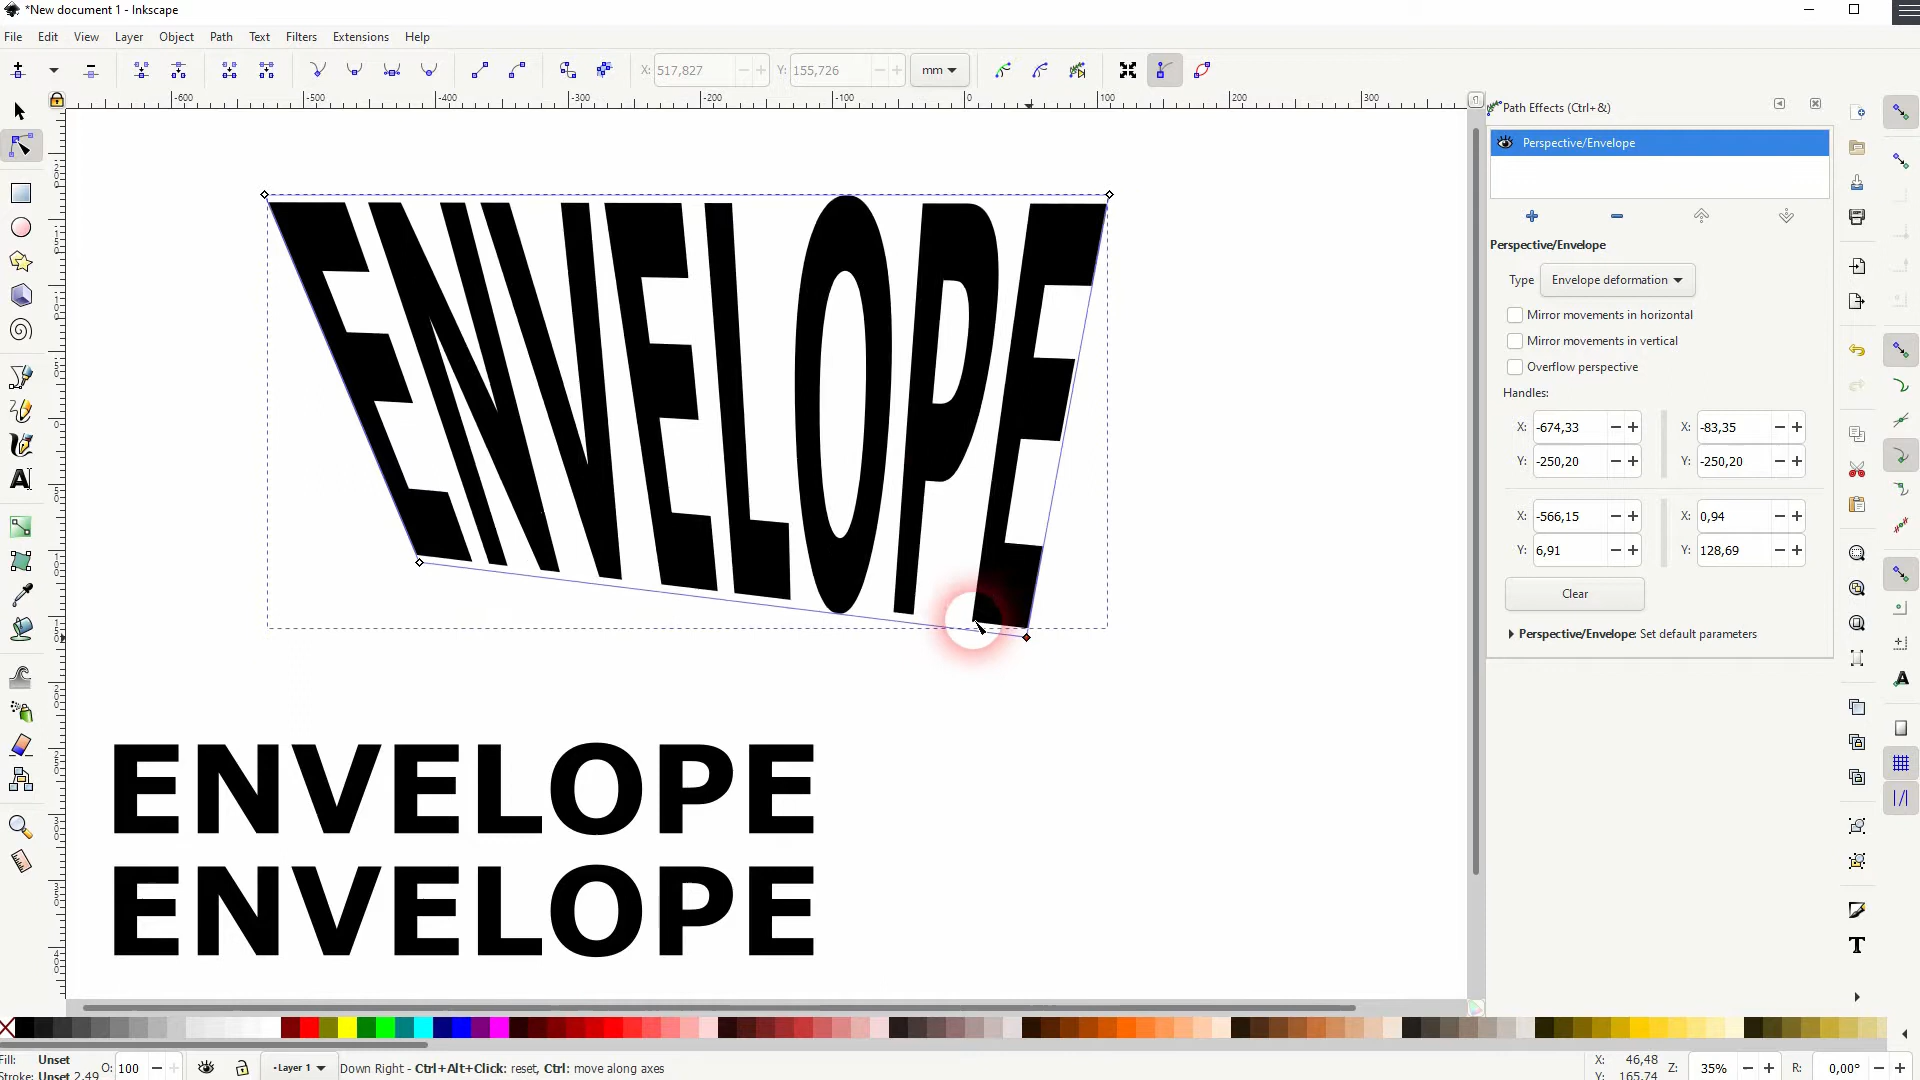 *New document 1 - Inkscape
File Edit View Layer Object Path Text Filters Extensions Help
X: 517,827 Y: 155,726 mm
-600 -500 -400 -300 -200 -100 0 100 200 300
Path Effects (Ctrl+&)
Perspective/Envelope
Perspective/Envelope
Type Envelope deformation
Mirror movements in horizontal
Mirror movements in vertical
Overflow perspective
Handles:
X: -674,33 X: -83,35
Y: -250,20 Y: -250,20
X: -566,15 X: 0,94
Y: 6,91 Y: 128,69
Clear
Perspective/Envelope: Set default parameters
ENVELOPE
ENVELOPE
ENVELOPE
Fill: Unset
Stroke: Unset 2,49
O: 100
-Layer 1
Down Right - Ctrl+Alt+Click: reset, Ctrl: move along axes
X: 46,48
Y: 165,74
Z: 35%
R: 0,00°